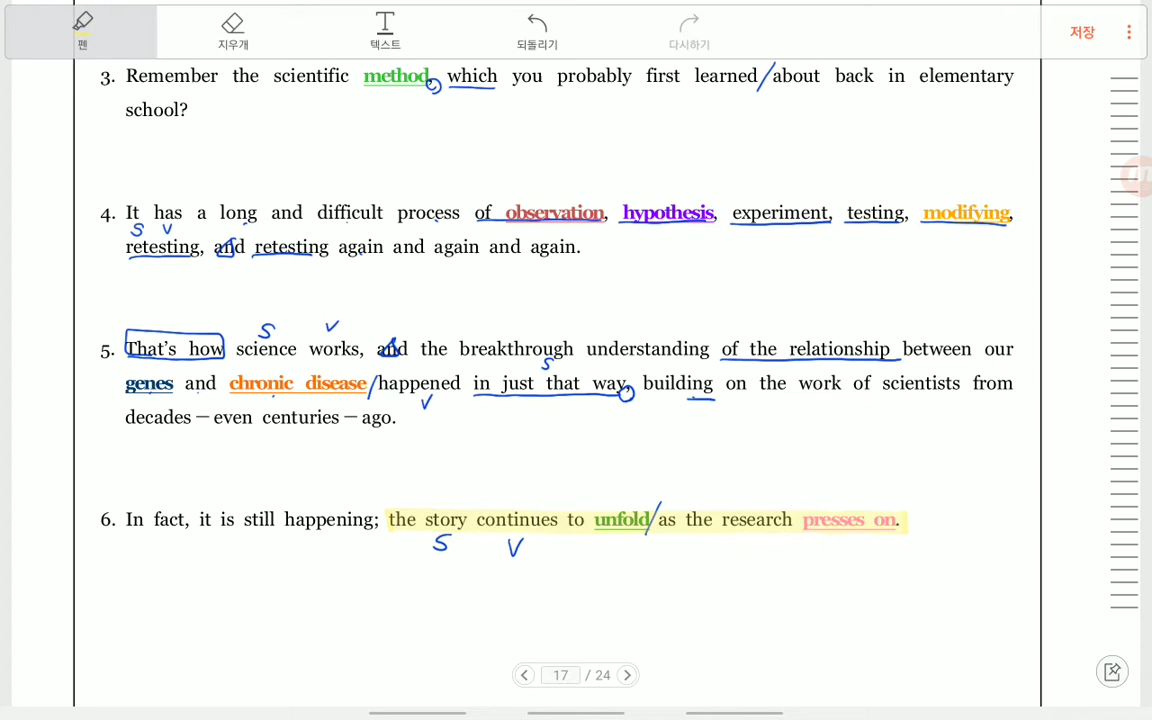 펜 지우개 텍스트 되돌리기 다시하기 저장
3. Remember the scientific method, which you probably first learned / about back in elementary
school?
4. It has a long and difficult process of observation, hypothesis, experiment, testing, modifying,
S V
retesting, and retesting again and again and again.
S V
5. That's how science works, and the breakthrough understanding of the relationship between our
S
genes and chronic disease / happened in just that way, building on the work of scientists from
V
decades – even centuries – ago.
6. In fact, it is still happening; the story continues to unfold / as the research presses on.
S V
17 / 24